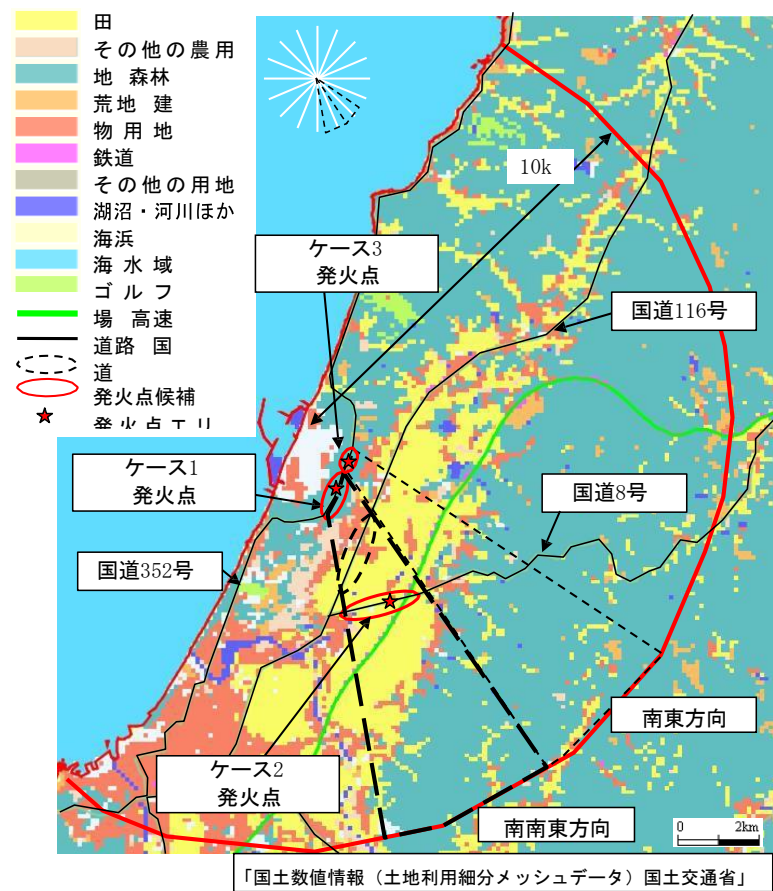 田
その他の農用
地 森林
荒地 建
物 用 地
鉄道
その他の用地
湖沼・河川ほか
海浜
海 水 域
ゴルフ
場 高速
道路 国
道
発火点候補
発火点エリ
10k
ケース3
発火点
国道116号
ケース1
発火点
国道8号
国道352号
南東方向
ケース2
発火点
南南東方向
0 2km
「国土数値情報（土地利用細分メッシュデータ）国土交通省」